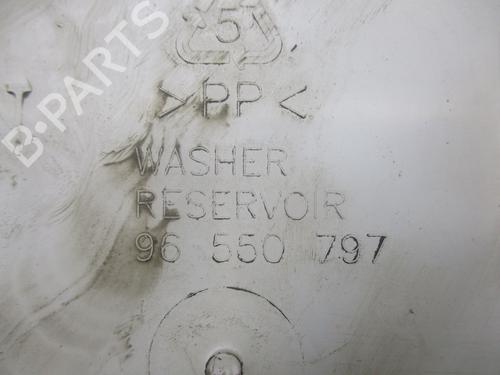 5
>PP<
WASHER
RESERVOIR
96 550 797
B-PARTS